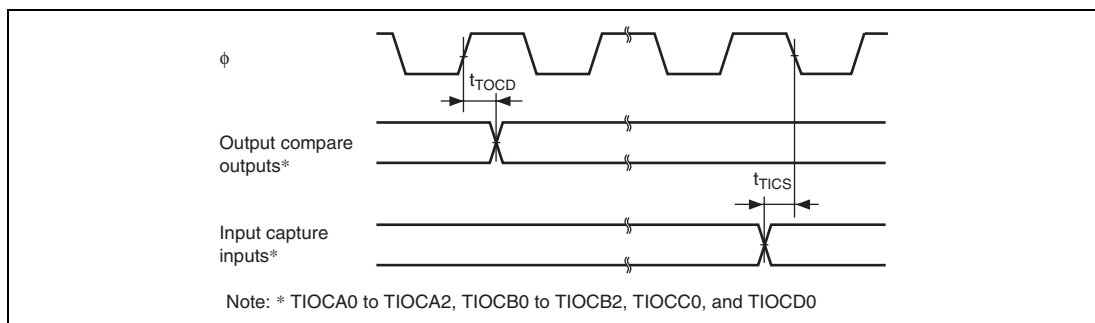 ϕ
tTOCD
Output compare
outputs*
tTICS
Input capture
inputs*
Note: * TIOCA0 to TIOCA2, TIOCB0 to TIOCB2, TIOCC0, and TIOCD0